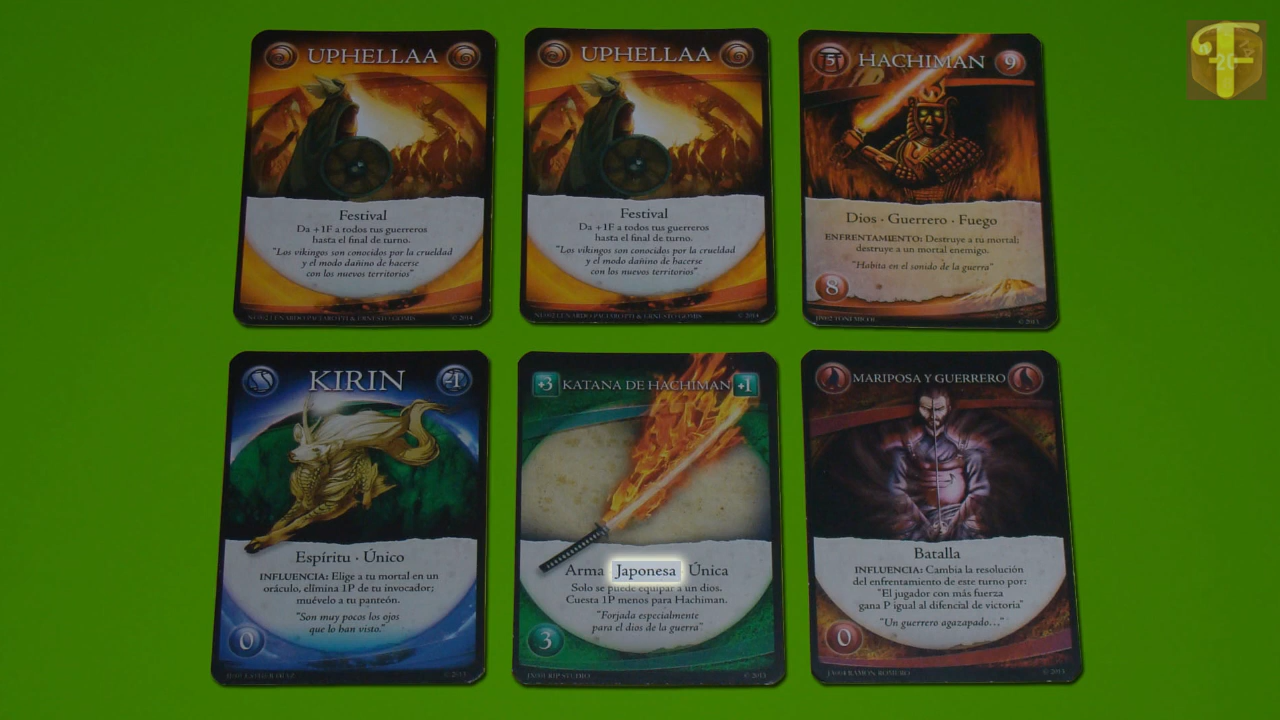 UPHELLAA
Festival
Da +1F a todos tus guerreros
hasta el final de turno.
"Los vikingos son conocidos por la crueldad
y el modo dañino de hacerse
con los nuevos territorios"
© 2014
UPHELLAA
Festival
Da +1F a todos tus guerreros
hasta el final de turno.
"Los vikingos son conocidos por la crueldad
y el modo dañino de hacerse
con los nuevos territorios"
© 2014
5 HACHIMAN 9
Dios · Guerrero · Fuego
ENFRENTAMIENTO: Destruye a tu mortal;
destruye a un mortal enemigo.
"Habita en el sonido de la guerra"
8
© 2013
KIRIN -1
Espíritu · Único
INFLUENCIA: Elige a tu mortal en un
oráculo, elimina 1P de tu invocador;
muévelo a tu panteón.
"Son muy pocos los ojos
que lo han visto."
0
© 2013
+3 KATANA DE HACHIMAN +1
Arma Japonesa Única
Solo se puede equipar a un dios.
Cuesta 1P menos para Hachiman.
"Forjada especialmente
para el dios de la guerra"
3
© 2013
MARIPOSA Y GUERRERO
Batalla
INFLUENCIA: Cambia la resolución
del enfrentamiento de este turno por:
"El jugador con más fuerza
gana P igual al difencial de victoria"
"Un guerrero agazapado..."
0
© 2013